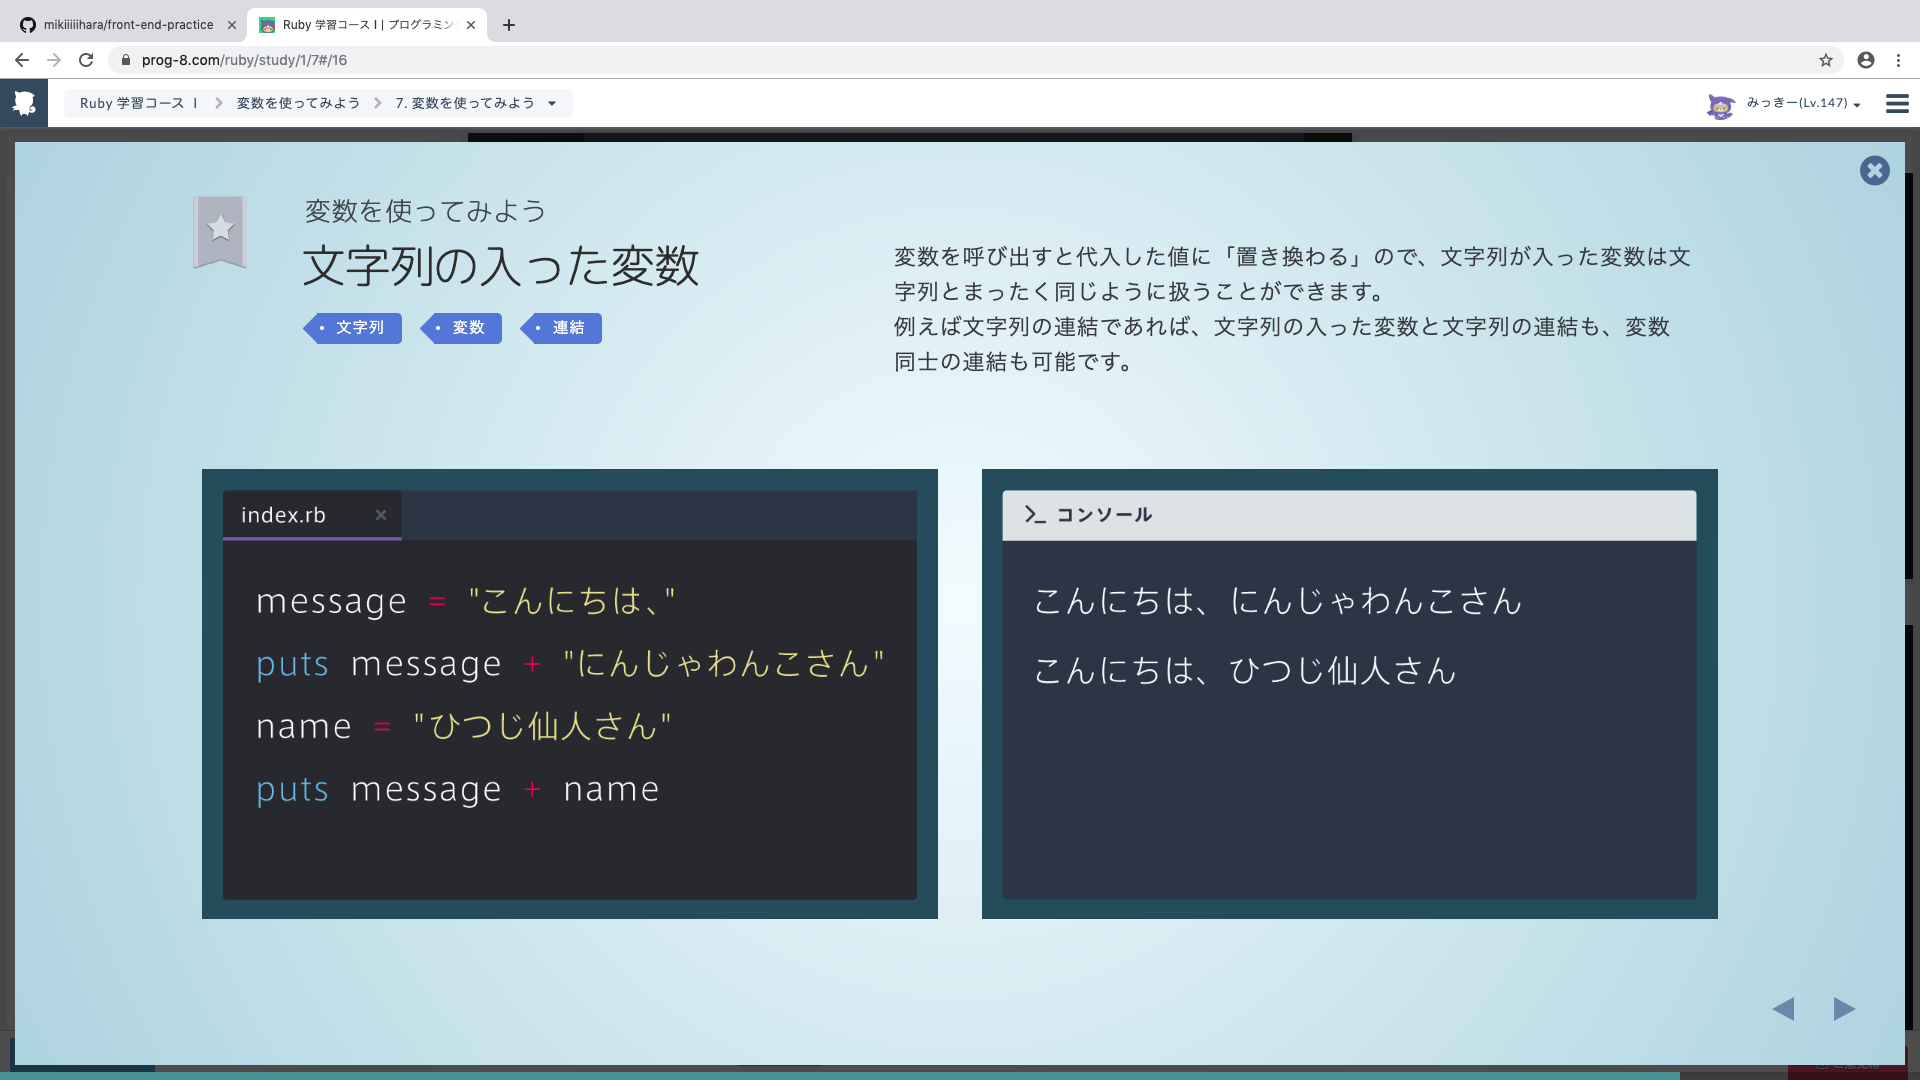 mikiiiiihara/front-end-practice
Ruby 学習コース I | プログラミン
prog-8.com/ruby/study/1/7#/16
Ruby 学習コース I
変数を使ってみよう
7. 変数を使ってみよう
みっきー(Lv.147)
変数を使ってみよう
文字列の入った変数
文字列
変数
連結
変数を呼び出すと代入した値に「置き換わる」ので、文字列が入った変数は文
字列とまったく同じように扱うことができます。
例えば文字列の連結であれば、文字列の入った変数と文字列の連結も、変数
同士の連結も可能です。
index.rb
message = "こんにちは、"
puts message + "にんじゃわんこさん"
name = "ひつじ仙人さん"
puts message + name
コンソール
こんにちは、にんじゃわんこさん
こんにちは、ひつじ仙人さん